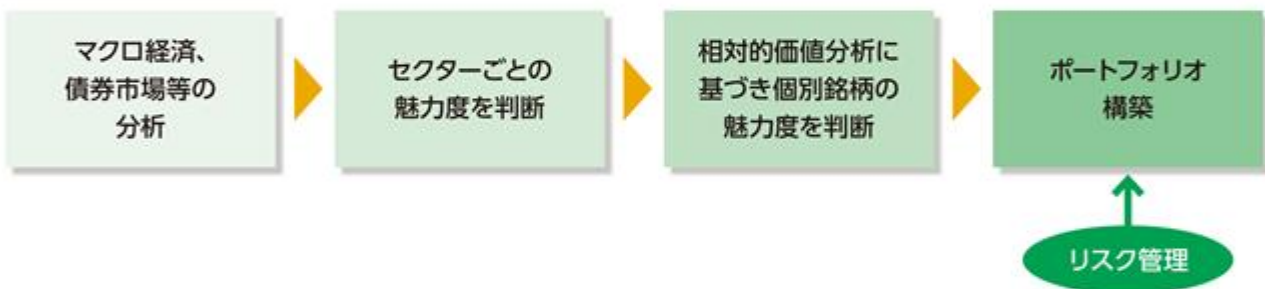 マクロ経済、
債券市場等の
分析
セクターごとの
魅力度を判断
相対的価値分析に
基づき個別銘柄の
魅力度を判断
ポートフォリオ
構築
リスク管理